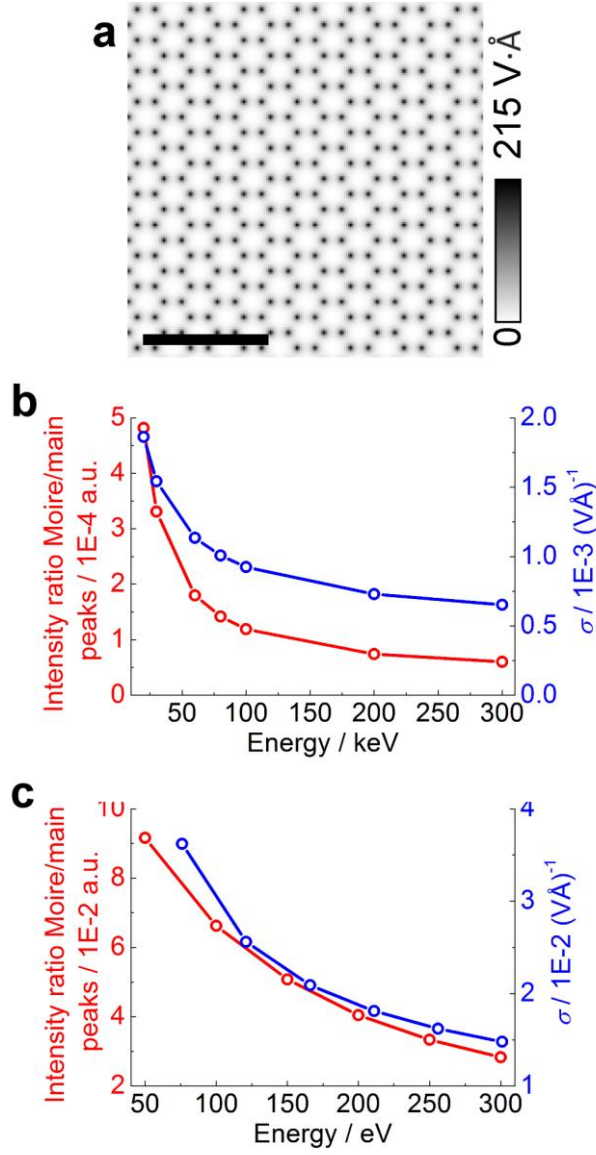 a
215 V·Å
0
b
Intensity ratio Moire/main
peaks / 1E-4 a.u.
5
4
3
2
1
0
2.0
1.5
1.0
0.5
0.0
σ / 1E-3 (VÅ)⁻¹
50 100 150 200 250 300
Energy / keV
c
Intensity ratio Moire/main
peaks / 1E-2 a.u.
10
8
6
4
2
4
3
2
1
σ / 1E-2 (VÅ)⁻¹
50 100 150 200 250 300
Energy / eV